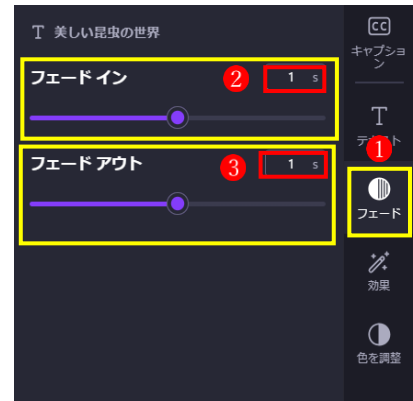 T 美しい昆虫の世界
フェード イン
2
1 s
フェード アウト
3
1 s
CC
キャプショ
ン
T
テキスト
1
フェード
効果
色を調整